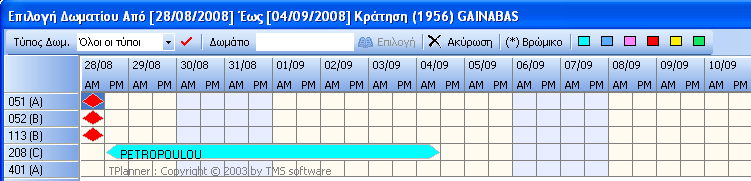 Επιλογή Δωματίου Από [28/08/2008] Έως [04/09/2008] Κράτηση (1956) GAINABAS
Τύπος Δωμ. Όλοι οι τύποι Δωμάτιο Επιλογή Ακύρωση (*) Βρώμικο
28/08 29/08 30/08 31/08 01/09 02/09 03/09 04/09 05/09 06/09 07/09 08/09 09/09 10/09
AM PM AM PM AM PM AM PM AM PM AM PM AM PM AM PM AM PM AM PM AM PM AM PM AM PM AM PM
051 (A)
052 (B)
113 (B)
208 (C) PETROPOULOU
401 (A) TPlanner : Copyright © 2003 by TMS software